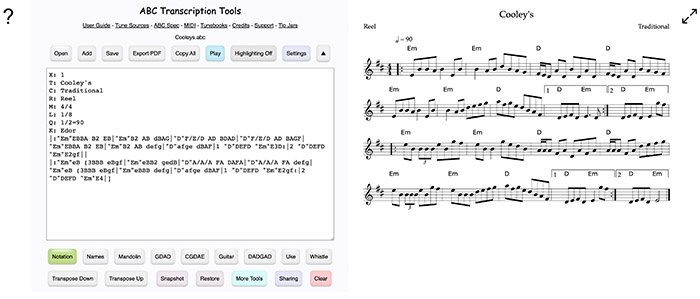 ?
ABC Transcription Tools
User Guide - Tune Sources - ABC Spec - MIDI - Tunebooks - Credits - Support - Tip Jars
Cooleys.abc
Open Add Save Export PDF Copy All Play Highlighting Off Settings ▲
X: 1
T: Cooley's
C: Traditional
R: Reel
M: 4/4
L: 1/8
Q: 1/2=90
K: Edor
|:"Em"EBBA B2 EB|"Em"B2 AB dBAG|"D"F/E/D AD BDAD|"D"F/E/D AD BAGF|
"Em"EBBA B2 EB|"Em"B2 AB defg|"D"afge dBAF|1 "D"DEFD "Em"E3D:|2 "D"DEFD
"Em"E2gf||
|:"Em"eB (3BBB eBgf|"Em"eBB2 gedB|"D"A/A/A FA DAFA|"D"A/A/A FA defg|
"Em"eB (3BBB eBgf|"Em"eBBB defg|"D"afge dBAF|1 "D"DEFD "Em"E2gf:|2
"D"DEFD "Em"E4|]
Notation Names Mandolin GDAD CGDAE Guitar DADGAD Uke Whistle
Transpose Down Transpose Up Snapshot Restore More Tools Sharing Clear
Cooley's
Reel Traditional
= 90
Em Em D D
Em Em D 1 D Em 2 D Em
Em Em D D
3
Em Em D 1 D Em 2 D Em
3